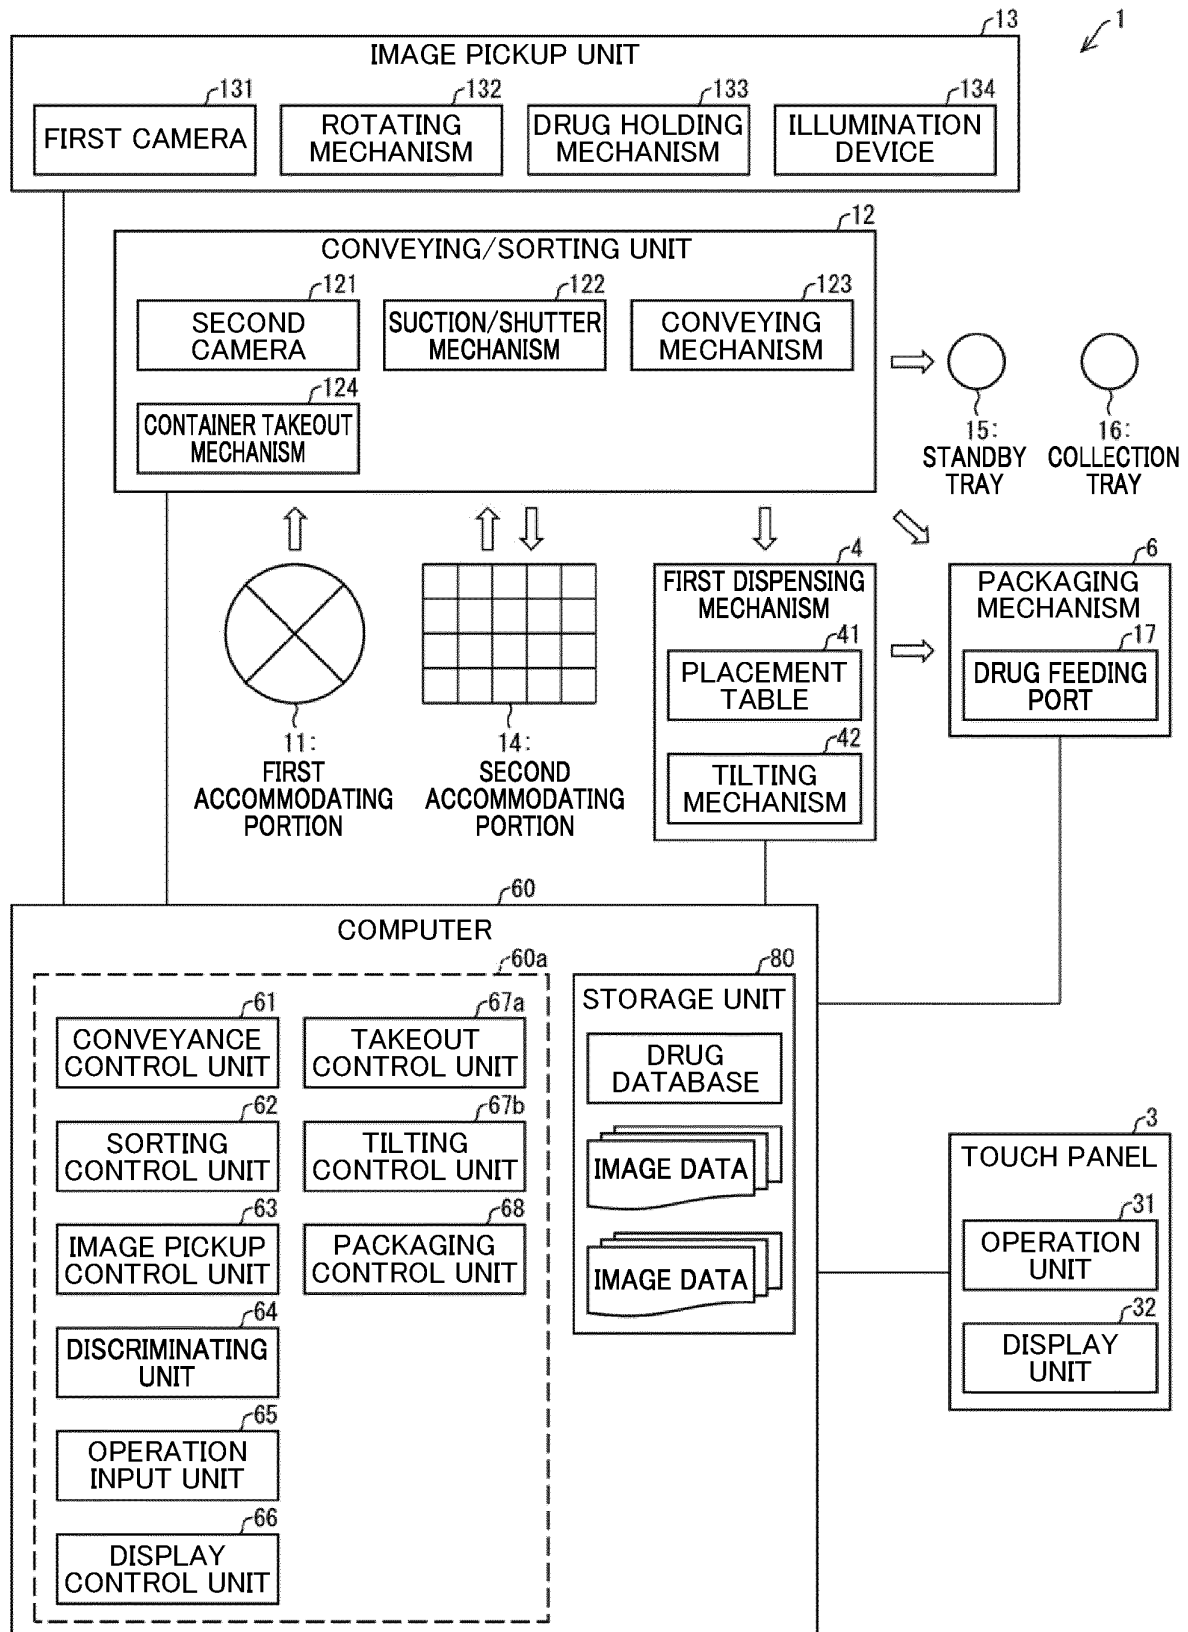 13
1
IMAGE PICKUP UNIT
131
132
133
134
FIRST CAMERA
ROTATING
MECHANISM
DRUG HOLDING
MECHANISM
ILLUMINATION
DEVICE
12
CONVEYING/SORTING UNIT
121
122
123
SECOND
CAMERA
SUCTION/SHUTTER
MECHANISM
CONVEYING
MECHANISM
124
CONTAINER TAKEOUT
MECHANISM
15:
STANDBY
TRAY
16:
COLLECTION
TRAY
4
FIRST DISPENSING
MECHANISM
41
PLACEMENT
TABLE
42
TILTING
MECHANISM
6
PACKAGING
MECHANISM
17
DRUG FEEDING
PORT
11:
FIRST
ACCOMMODATING
PORTION
14:
SECOND
ACCOMMODATING
PORTION
60
COMPUTER
60a
61
CONVEYANCE
CONTROL UNIT
67a
TAKEOUT
CONTROL UNIT
62
SORTING
CONTROL UNIT
67b
TILTING
CONTROL UNIT
63
IMAGE PICKUP
CONTROL UNIT
68
PACKAGING
CONTROL UNIT
64
DISCRIMINATING
UNIT
65
OPERATION
INPUT UNIT
66
DISPLAY
CONTROL UNIT
80
STORAGE UNIT
DRUG
DATABASE
IMAGE DATA
IMAGE DATA
3
TOUCH PANEL
31
OPERATION
UNIT
32
DISPLAY
UNIT